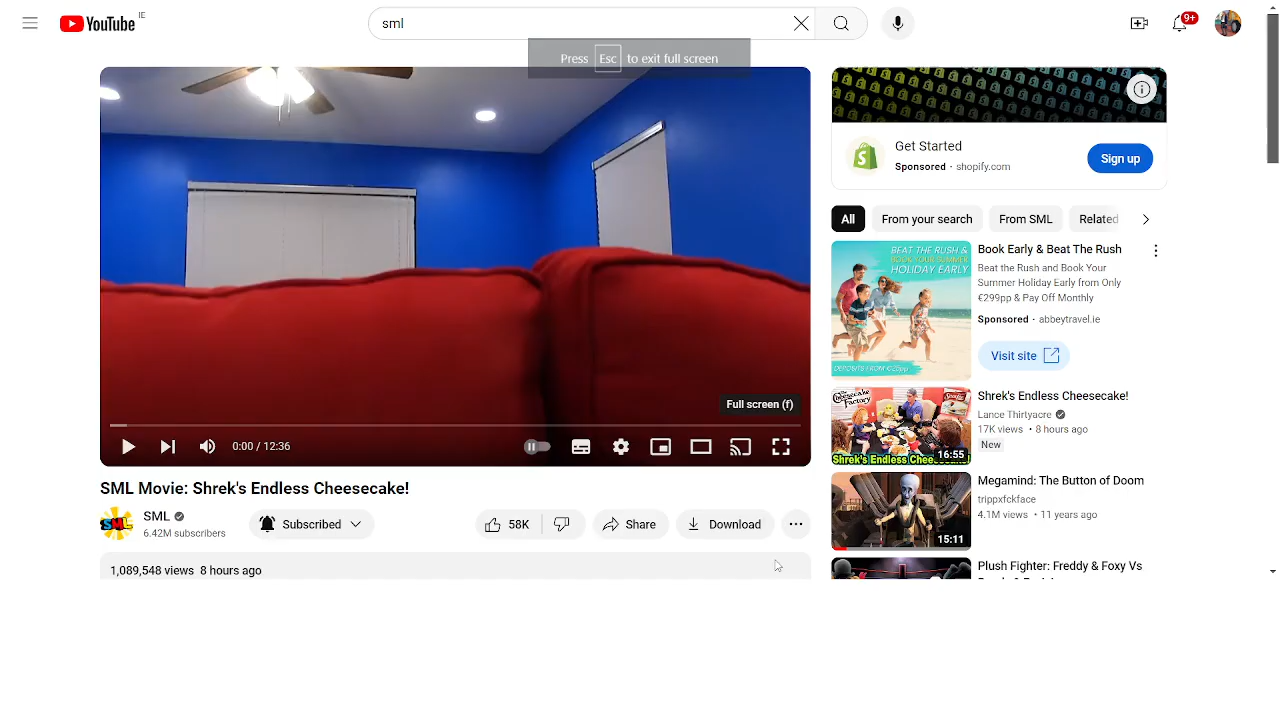 YouTube IE
sml
9+
Press Esc to exit full screen
Full screen (f)
0:00 / 12:36
SML Movie: Shrek's Endless Cheesecake!
SML
SML
6.42M subscribers
Subscribed
58K
Share
Download
1,089,548 views 8 hours ago
Get Started
Sponsored · shopify.com
Sign up
All
From your search
From SML
Related
BEAT THE RUSH &
BOOK YOUR SUMMER
HOLIDAY EARLY
Book Early & Beat The Rush
Beat the Rush and Book Your
Summer Holiday Early from Only
€299pp & Pay Off Monthly
Sponsored · abbeytravel.ie
Visit site
Cheesecake
Factory
Shrek's Endless Cheesecake!
16:55
Shrek's Endless Cheesecake!
Lance Thirtyacre
17K views · 8 hours ago
New
15:11
Megamind: The Button of Doom
trippxfckface
4.1M views · 11 years ago
Plush Fighter: Freddy & Foxy Vs